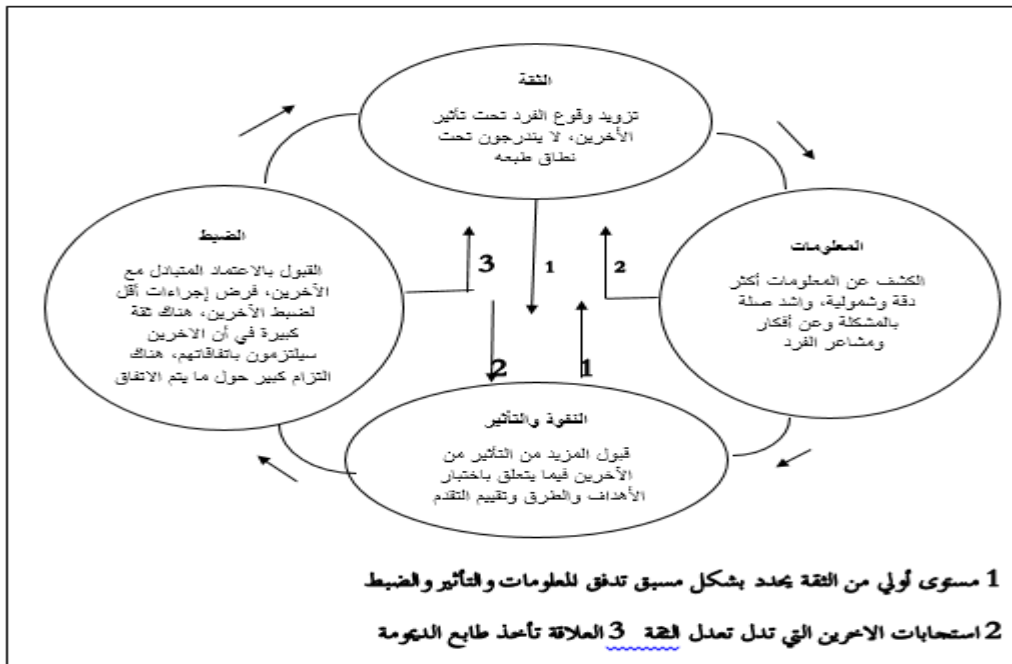 الثقة
تزويد وقوع الفرد تحت تأثير
الأخرين، لا يندرجون تحت
نطاق طبعه
المعلومات
الكشف عن المعلومات أكثر
دقة وشمولية، واشد صلة
بالمشكلة وعن أفكار
ومشاعر الفرد
الضبط
القبول بالاعتماد المتبادل مع
الآخرين، فرض إجراءات أقل
لضبط الآخرين، هناك ثقة
كبيرة في أن الاخرين
سيلتزمون باتفاقاتهم، هناك
التزام كبير حول ما يتم الاتفاق
3
1
2
2
1
النفوة والتأثير
قبول المزيد من التأثير من
الآخرين فيما يتعلق باختبار
الأهداف والطرق وتقييم التقدم
1 مستوى أولي من الثقة يحدد بشكل مسبق تدفق المعلومات والتأثير والضبط
2 استجابات الاخرين التي تدل تعدل الثقة 3 العلاقة تأخذ طابع الديمومة